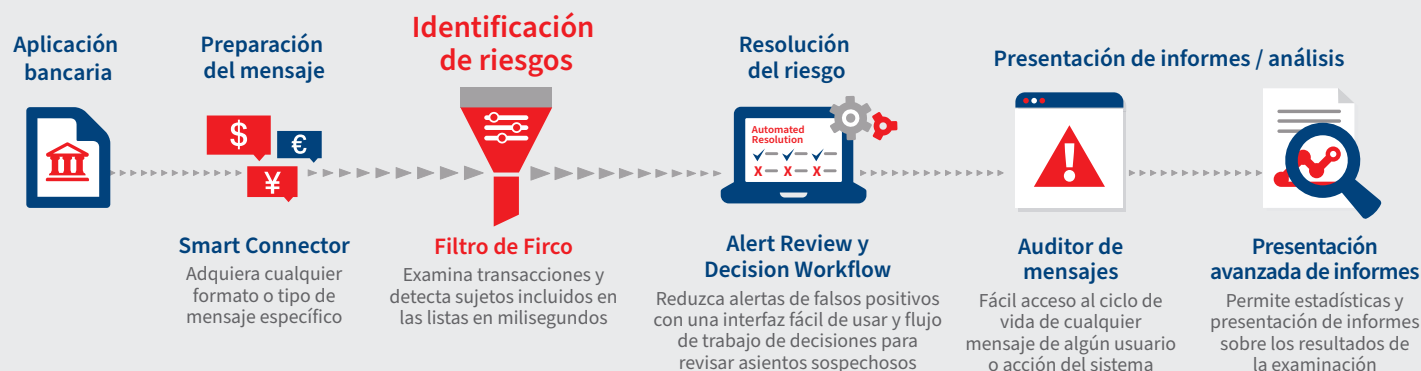 Aplicación
bancaria
Preparación
del mensaje
$
€
¥
Smart Connector
Adquiera cualquier
formato o tipo de
mensaje específico
Identificación
de riesgos
Filtro de Firco
Examina transacciones y
detecta sujetos incluidos en
las listas en milisegundos
Resolución
del riesgo
Automated
Resolution
X – X – X –
Alert Review y
Decision Workflow
Reduzca alertas de falsos positivos
con una interfaz fácil de usar y flujo
de trabajo de decisiones para
revisar asientos sospechosos
Presentación de informes / análisis
!
Auditor de
mensajes
Fácil acceso al ciclo de
vida de cualquier
mensaje de algún usuario
o acción del sistema
Presentación
avanzada de informes
Permite estadísticas y
presentación de informes
sobre los resultados de
la examinación